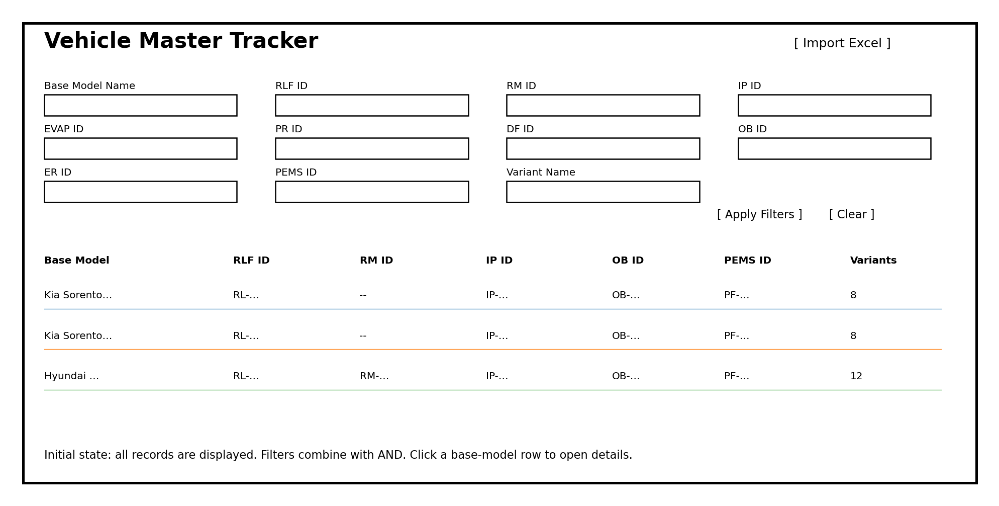 Vehicle Master Tracker [ Import Excel ]
Base Model Name RLF ID RM ID IP ID
EVAP ID PR ID DF ID OB ID
ER ID PEMS ID Variant Name
[ Apply Filters ] [ Clear ]
Base Model RLF ID RM ID IP ID OB ID PEMS ID Variants
Kia Sorento... RL-... -- IP-... OB-... PF-... 8
Kia Sorento... RL-... -- IP-... OB-... PF-... 8
Hyundai ... RL-... RM-... IP-... OB-... PF-... 12
Initial state: all records are displayed. Filters combine with AND. Click a base-model row to open details.